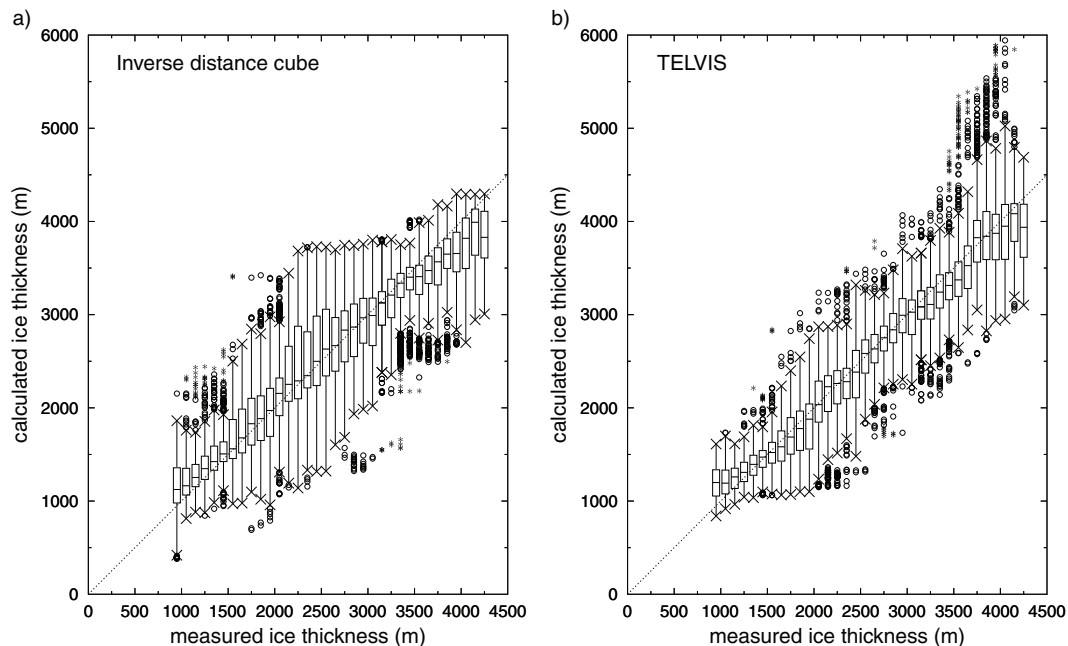 a)
Inverse distance cube
calculated ice thickness (m)
6000
5000
4000
3000
2000
1000
0
0 500 1000 1500 2000 2500 3000 3500 4000 4500
measured ice thickness (m)
b)
TELVIS
calculated ice thickness (m)
6000
5000
4000
3000
2000
1000
0
0 500 1000 1500 2000 2500 3000 3500 4000 4500
measured ice thickness (m)